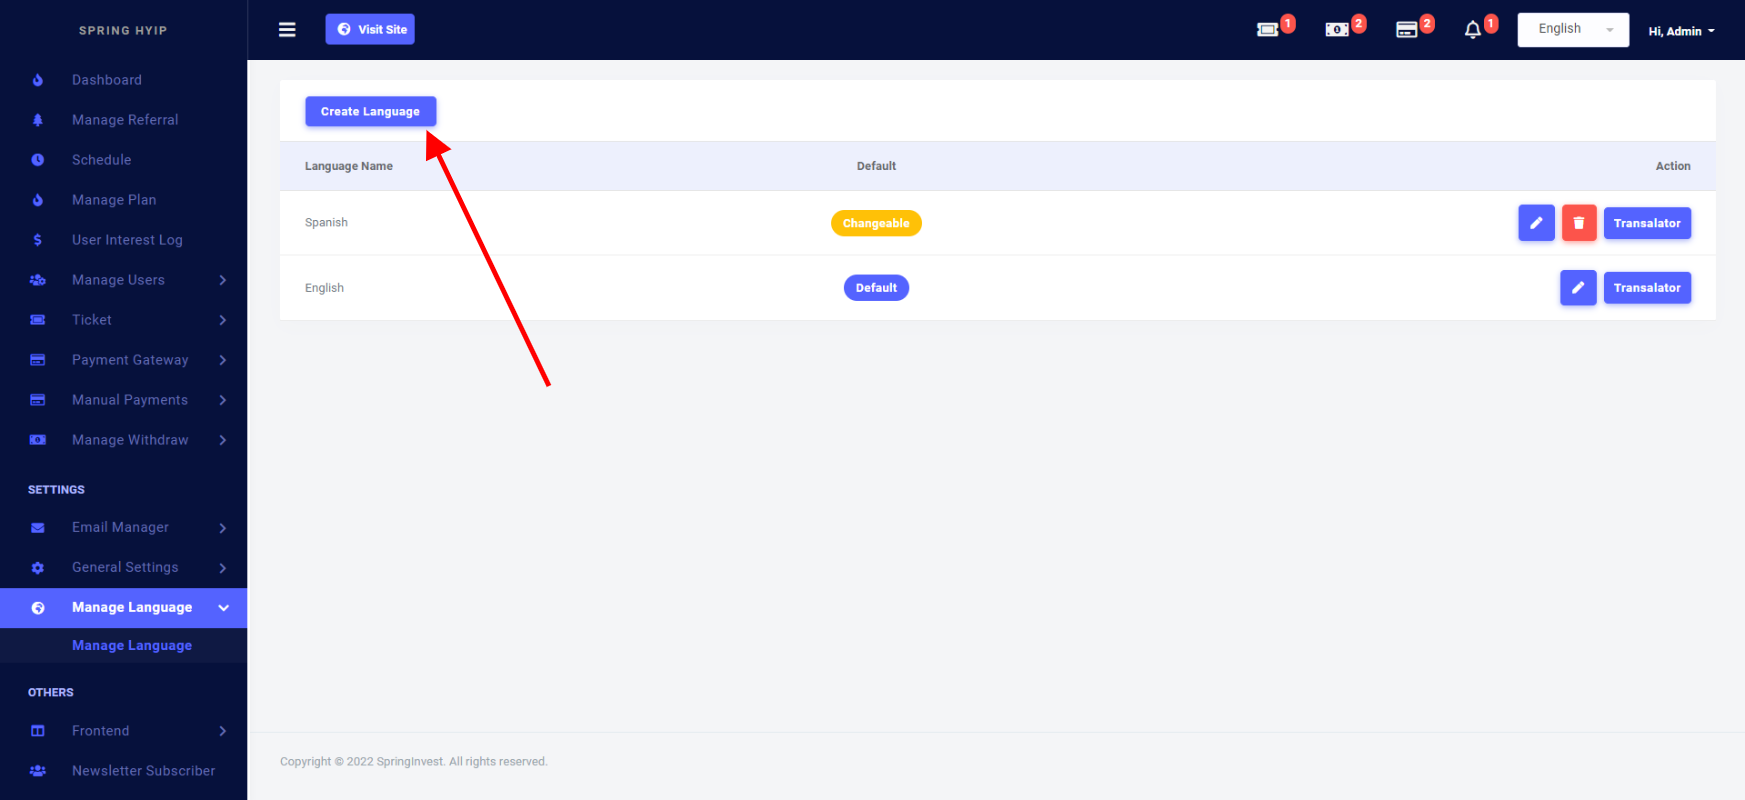 SPRING HYIP
Dashboard
Manage Referral
Schedule
Manage Plan
User Interest Log
Manage Users
Ticket
Payment Gateway
Manual Payments
Manage Withdraw
SETTINGS
Email Manager
General Settings
Manage Language
Manage Language
OTHERS
Frontend
Newsletter Subscriber
Visit Site
1
2
2
1
English
Hi, Admin
Create Language
Language Name Default Action
Spanish Changeable Transalator
English Default Transalator
Copyright © 2022 SpringInvest. All rights reserved.